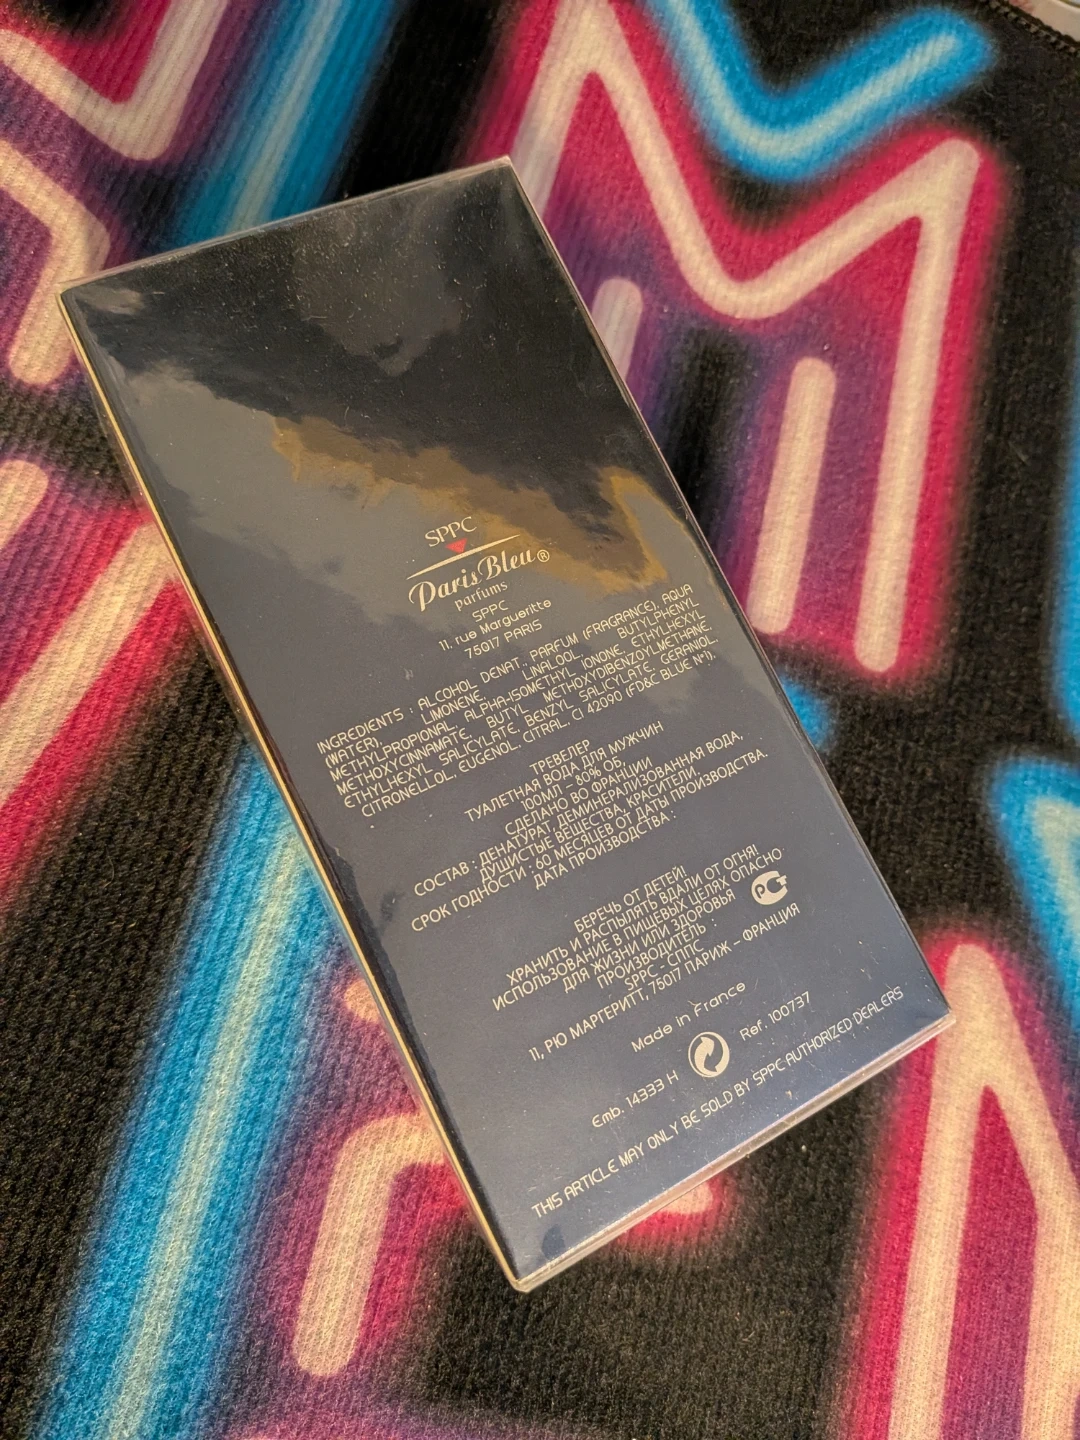 SPPC
Paris Bleu®
parfums
SPPC
11, rue Margueritte
75017 PARIS
INGREDIENTS : ALCOHOL DENAT., PARFUM (FRAGRANCE), AQUA
(WATER), LIMONENE, LINALOOL, BUTYLPHENYL
METHYLPROPIONAL, ALPHA-ISOMETHYL IONONE, ETHYLHEXYL
METHOXYCINNAMATE, BUTYL METHOXYDIBENZOYLMETHANE,
ETHYLHEXYL SALICYLATE, BENZYL SALICYLATE, GERANIOL,
CITRONELLOL, EUGENOL, CITRAL, CI 42090 (FD&C BLUE N°1).
ТРЕВЕЛЕР
ТУАЛЕТНАЯ ВОДА ДЛЯ МУЖЧИН
100МЛ - 80% ОБ,
СДЕЛАНО ВО ФРАНЦИИ
СОСТАВ : ДЕНАТУРАТ, ДЕМИНЕРАЛИЗОВАННАЯ ВОДА,
ДУШИСТЫЕ ВЕЩЕСТВА, КРАСИТЕЛИ.
СРОК ГОДНОСТИ : 60 МЕСЯЦЕВ ОТ ДАТЫ ПРОИЗВОДСТВА.
ДАТА ПРОИЗВОДСТВА :
БЕРЕЧЬ ОТ ДЕТЕЙ!
ХРАНИТЬ И РАСПЫЛЯТЬ ВДАЛИ ОТ ОГНЯ!
ИСПОЛЬЗОВАНИЕ В ПИЩЕВЫХ ЦЕЛЯХ ОПАСНО
ДЛЯ ЖИЗНИ ИЛИ ЗДОРОВЬЯ
ПРОИЗВОДИТЕЛЬ :
SPPC - СППС
11, РЮ МАРГЕРИТТ, 75017 ПАРИЖ – ФРАНЦИЯ
Made in France
Emb. 14333 H Ref. 100737
THIS ARTICLE MAY ONLY BE SOLD BY SPPC AUTHORIZED DEALERS